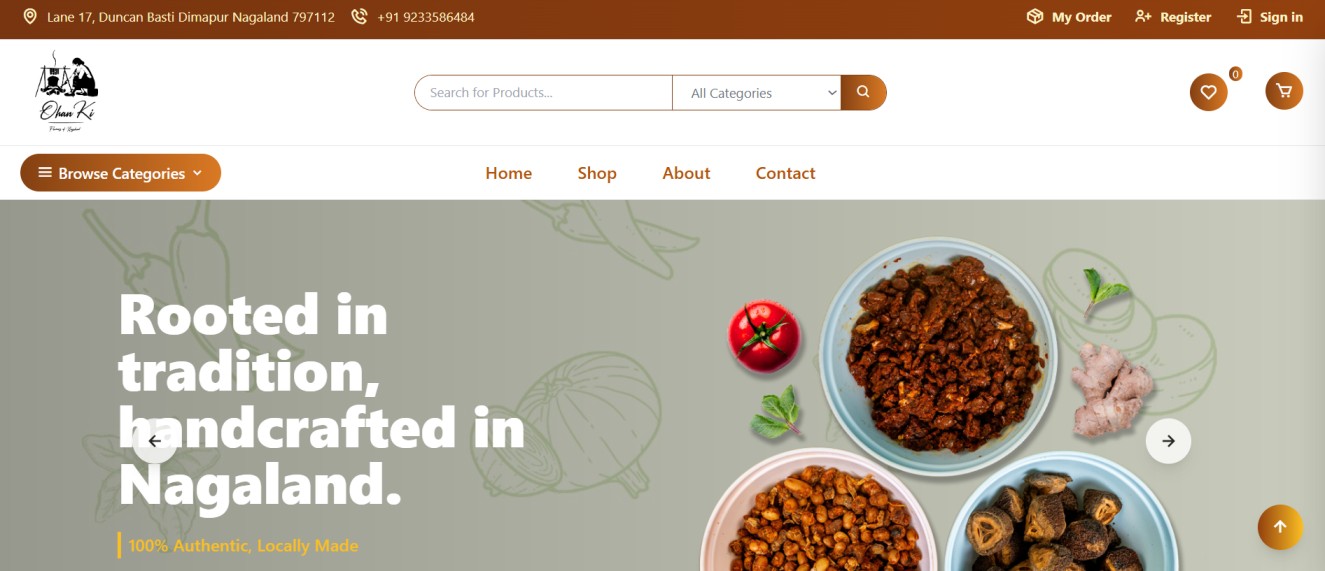 Lane 17, Duncan Basti Dimapur Nagaland 797112 +91 9233586484 My Order Register Sign in
Ohan Ki
Search for Products... All Categories
0
Browse Categories Home Shop About Contact
Rooted in
tradition,
handcrafted in
Nagaland.
100% Authentic, Locally Made